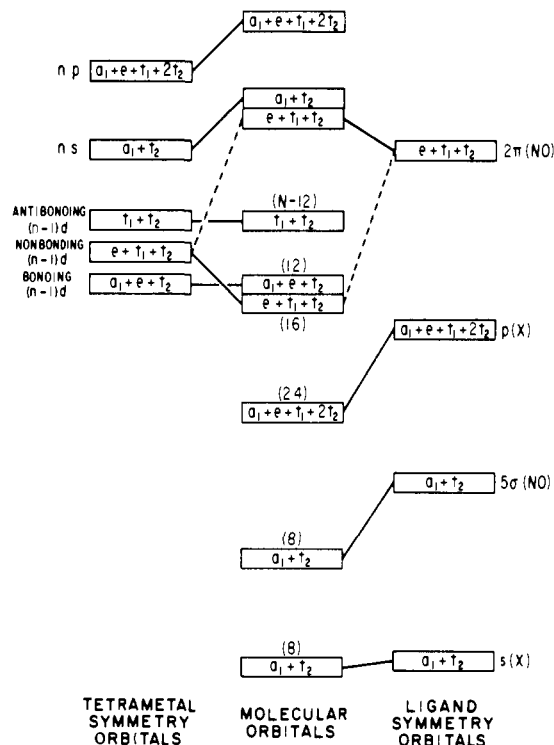 a₁+e+t₁+2t₂
n p
a₁+e+t₁+2t₂
a₁+t₂
e+t₁+t₂
n s
a₁+t₂
e+t₁+t₂
2π(NO)
(N-12)
ANTIBONDING
(n-1)d
t₁+t₂
t₁+t₂
NONBONDING
(n-1)d
e+t₁+t₂
(12)
BONDING
(n-1)d
a₁+e+t₂
a₁+e+t₂
e+t₁+t₂
(16)
a₁+e+t₁+2t₂
p(X)
(24)
a₁+e+t₁+2t₂
a₁+t₂
5σ(NO)
(8)
a₁+t₂
(8)
a₁+t₂
a₁+t₂
s(X)
TETRAMETAL
SYMMETRY
ORBITALS
MOLECULAR
ORBITALS
LIGAND
SYMMETRY
ORBITALS